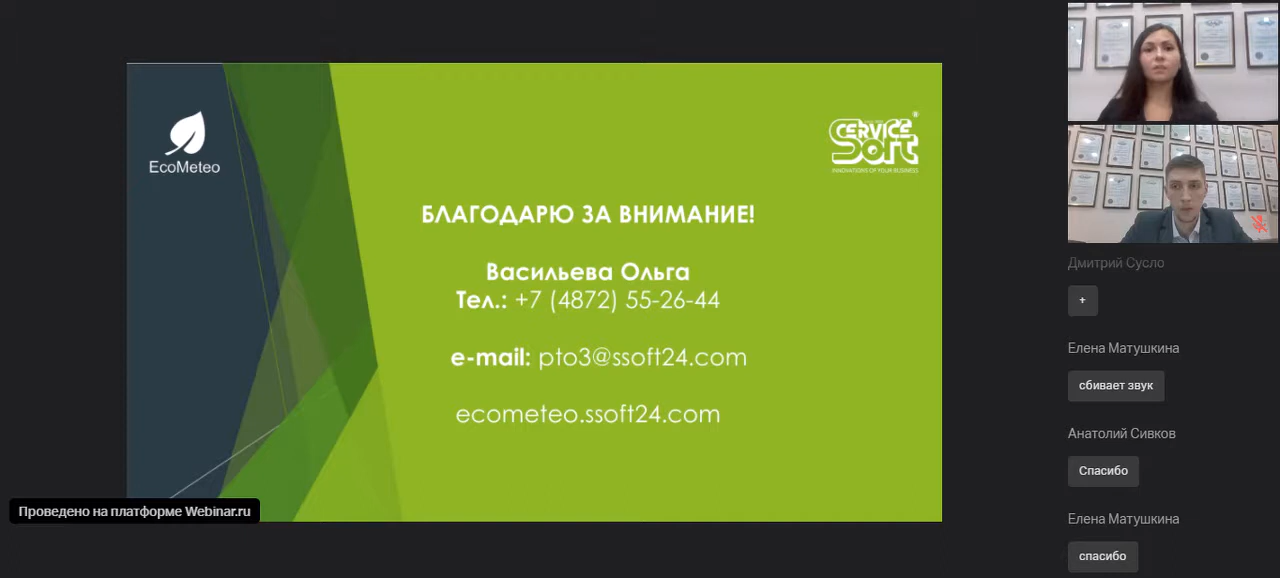 EcoMeteo
CERVICE
Soft
INNOVATIONS OF YOUR BUSINESS
БЛАГОДАРЮ ЗА ВНИМАНИЕ!
Васильева Ольга
Тел.: +7 (4872) 55-26-44
e-mail: pto3@ssoft24.com
ecometeo.ssoft24.com
Проведено на платформе Webinar.ru
Дмитрий Сусло
+
Елена Матушкина
сбивает звук
Анатолий Сивков
Спасибо
Елена Матушкина
спасибо